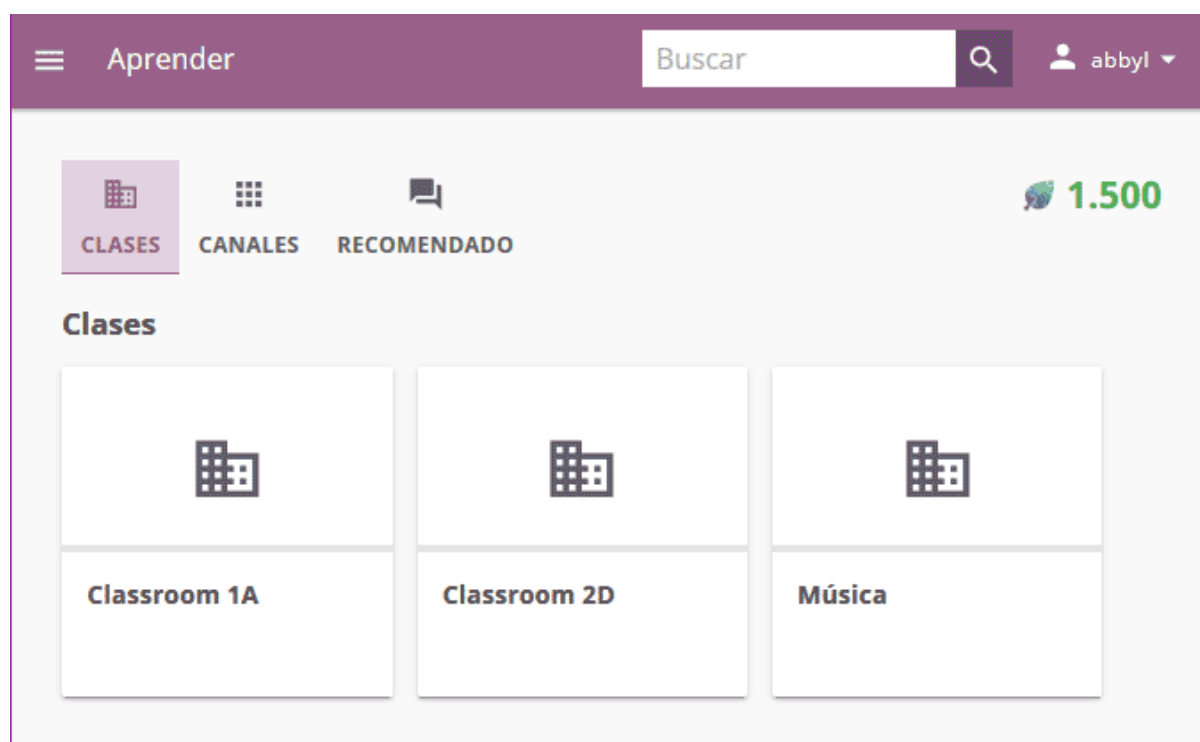 Aprender
Buscar
abbyl
1.500
CLASES
CANALES
RECOMENDADO
Clases
Classroom 1A
Classroom 2D
Música